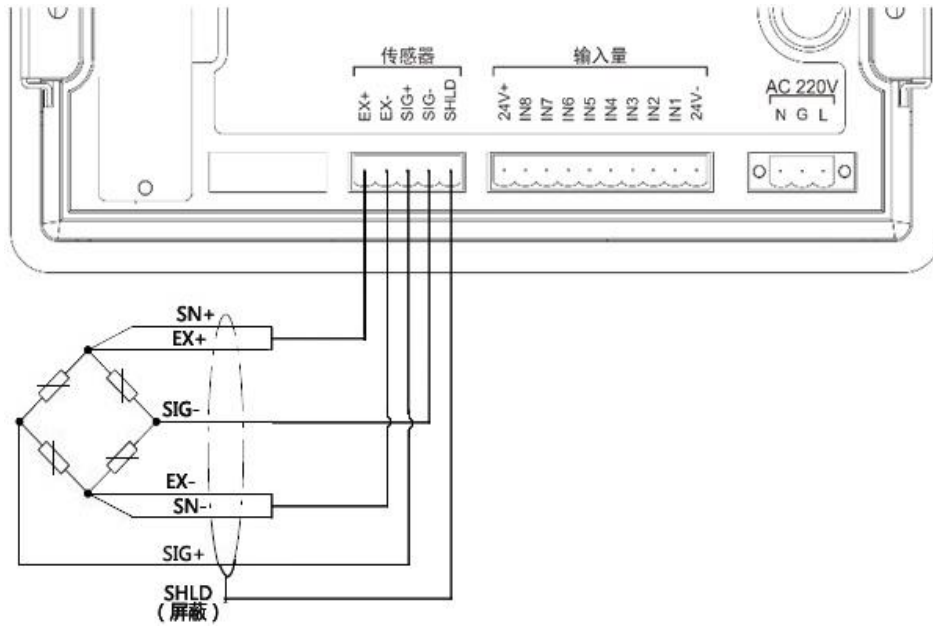 传感器
EX+
EX-
SIG+
SIG-
SHLD
输入量
24V+
IN8
IN7
IN6
IN5
IN4
IN3
IN2
IN1
24V-
AC 220V
N G L
SN+
EX+
SIG-
EX-
SN-
SIG+
SHLD
（屏蔽）